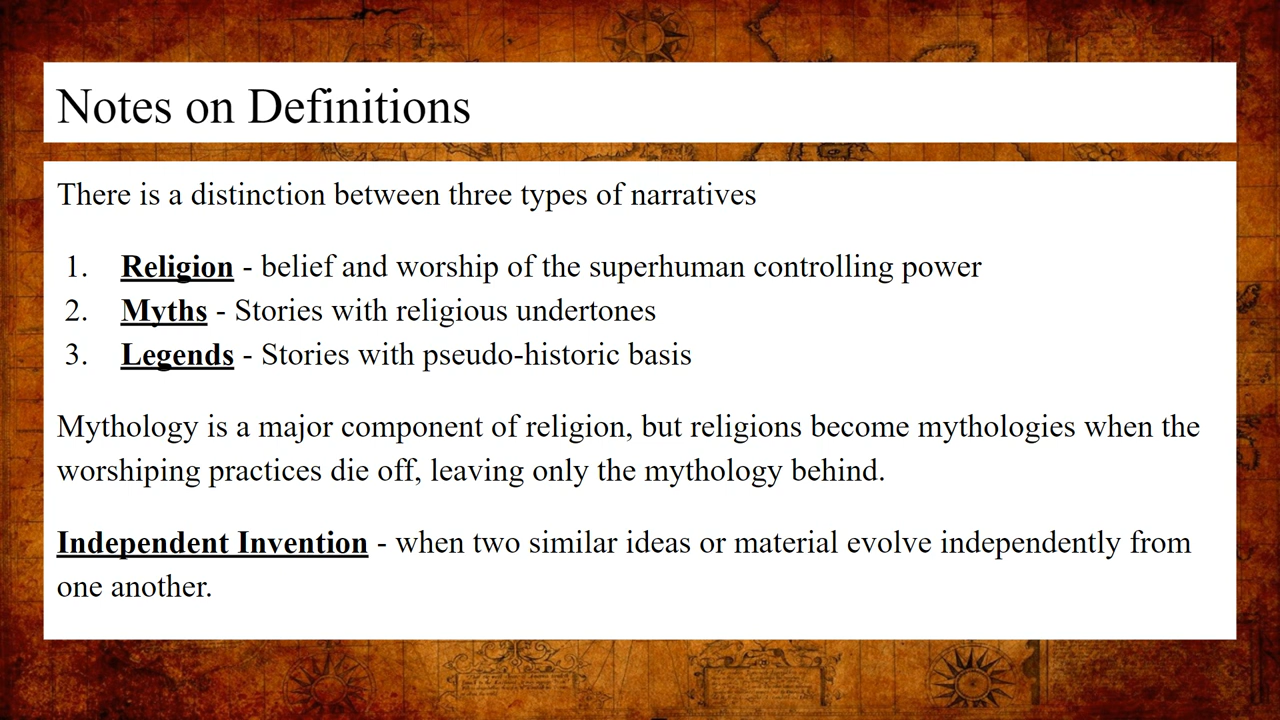 Notes on Definitions
There is a distinction between three types of narratives
1. Religion - belief and worship of the superhuman controlling power
2. Myths - Stories with religious undertones
3. Legends - Stories with pseudo-historic basis
Mythology is a major component of religion, but religions become mythologies when the
worshiping practices die off, leaving only the mythology behind.
Independent Invention - when two similar ideas or material evolve independently from
one another.